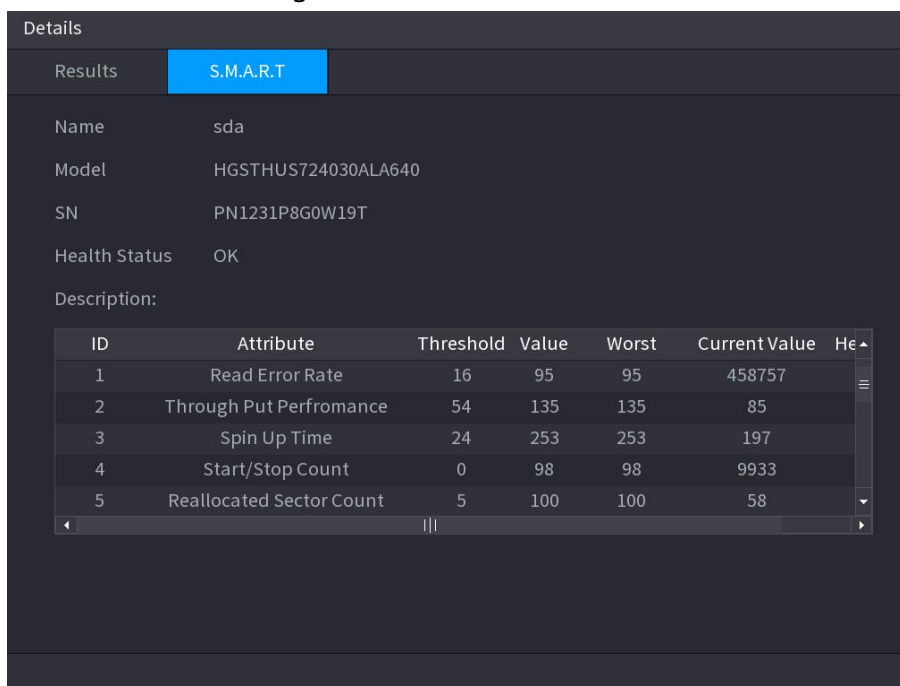 Details
Results S.M.A.R.T
Name sda
Model HGSTHUS724030ALA640
SN PN1231P8G0W19T
Health Status OK
Description:
ID Attribute Threshold Value Worst Current Value
1 Read Error Rate 16 95 95 458757
2 Through Put Perfromance 54 135 135 85
3 Spin Up Time 24 253 253 197
4 Start/Stop Count 0 98 98 9933
5 Reallocated Sector Count 5 100 100 58